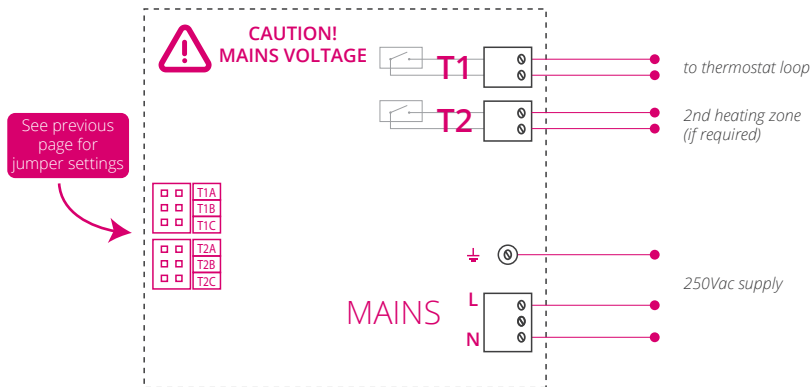 CAUTION!
MAINS VOLTAGE
T1
to thermostat loop
T2
2nd heating zone
(if required)
See previous
page for
jumper settings
T1A
T1B
T1C
T2A
T2B
T2C
250Vac supply
L
MAINS
N